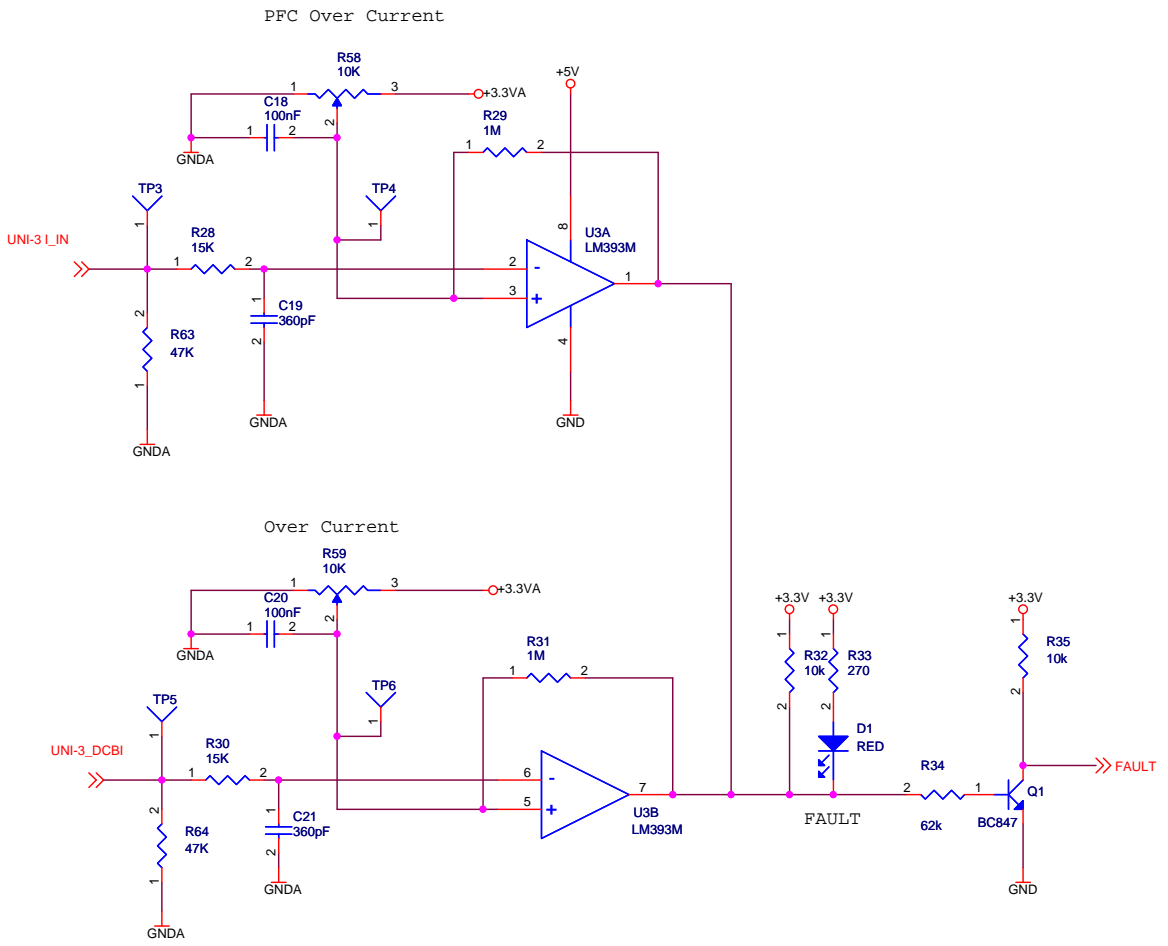 PFC Over Current
R58
10K
1
3
+3.3VA
+5V
C18
100nF
1
2
2
GNDA
R29
1M
1
2
TP3
1
TP4
1
UNI-3 I_IN
R28
15K
1
2
8
U3A
LM393M
2
-
1
3
+
C19
360pF
1
2
2
R63
47K
1
4
GNDA
GND
GNDA
Over Current
R59
10K
1
3
+3.3VA
C20
100nF
1
2
2
GNDA
+3.3V
+3.3V
+3.3V
1
1
1
R31
1M
1
2
R32
10k
R33
270
R35
10k
2
2
2
TP5
1
TP6
1
UNI-3_DCBI
R30
15K
1
2
D1
RED
6
-
7
5
+
U3B
LM393M
R34
2
1
62k
FAULT
Q1
BC847
FAULT
C21
360pF
1
2
2
R64
47K
1
GNDA
GND
GNDA